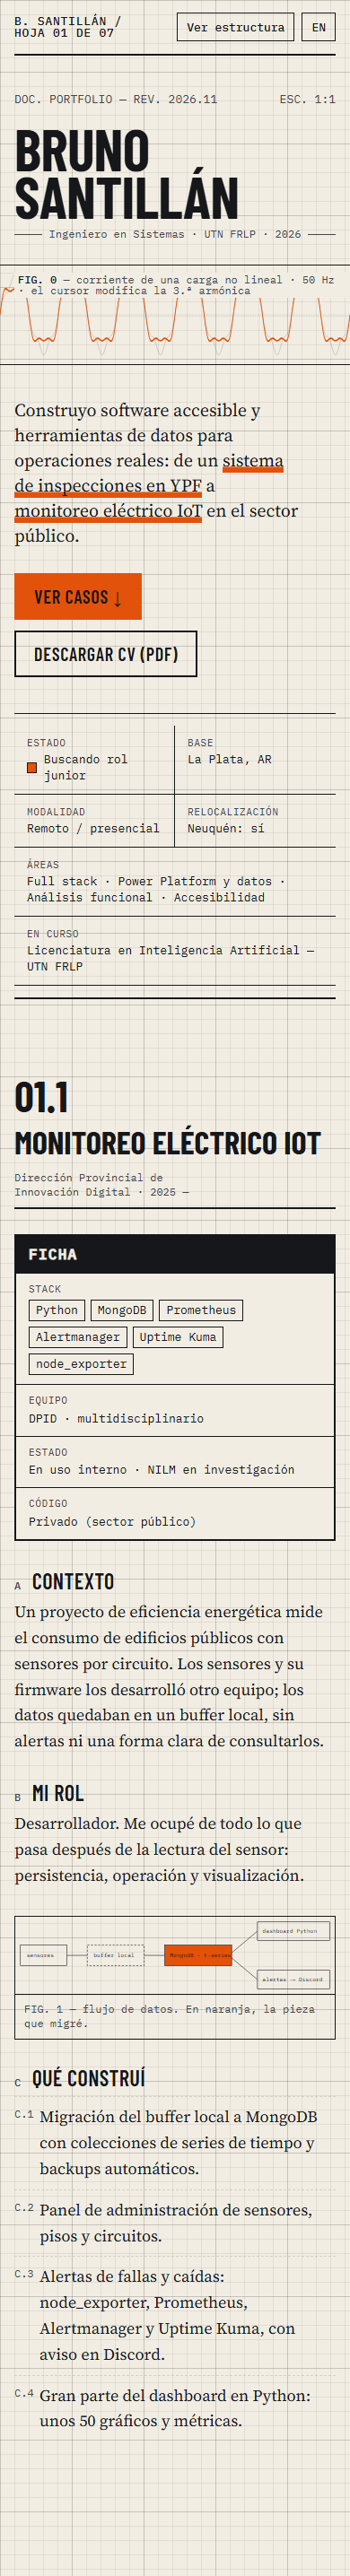 B. SANTILLÁN /
HOJA 01 DE 07
Ver estructura
EN
DOC. PORTFOLIO — REV. 2026.11
ESC. 1:1
BRUNO
SANTILLÁN
Ingeniero en Sistemas · UTN FRLP · 2026
FIG. 0 — corriente de una carga no lineal · 50 Hz
· el cursor modifica la 3.ª armónica
Construyo software accesible y
herramientas de datos para
operaciones reales: de un sistema
de inspecciones en YPF a
monitoreo eléctrico IoT en el sector
público.
VER CASOS ↓
DESCARGAR CV (PDF)
ESTADO
Buscando rol
junior
BASE
La Plata, AR
MODALIDAD
Remoto / presencial
RELOCALIZACIÓN
Neuquén: sí
ÁREAS
Full stack · Power Platform y datos ·
Análisis funcional · Accesibilidad
EN CURSO
Licenciatura en Inteligencia Artificial —
UTN FRLP
01.1
MONITOREO ELÉCTRICO IOT
Dirección Provincial de
Innovación Digital · 2025 —
FICHA
STACK
Python
MongoDB
Prometheus
Alertmanager
Uptime Kuma
node_exporter
EQUIPO
DPID · multidisciplinario
ESTADO
En uso interno · NILM en investigación
CÓDIGO
Privado (sector público)
A CONTEXTO
Un proyecto de eficiencia energética mide
el consumo de edificios públicos con
sensores por circuito. Los sensores y su
firmware los desarrolló otro equipo; los
datos quedaban en un buffer local, sin
alertas ni una forma clara de consultarlos.
B MI ROL
Desarrollador. Me ocupé de todo lo que
pasa después de la lectura del sensor:
persistencia, operación y visualización.
sensores
buffer local
MongoDB · t-series
dashboard Python
alertas → Discord
FIG. 1 — flujo de datos. En naranja, la pieza
que migré.
C QUÉ CONSTRUÍ
C.1 Migración del buffer local a MongoDB
con colecciones de series de tiempo y
backups automáticos.
C.2 Panel de administración de sensores,
pisos y circuitos.
C.3 Alertas de fallas y caídas:
node_exporter, Prometheus,
Alertmanager y Uptime Kuma, con
aviso en Discord.
C.4 Gran parte del dashboard en Python:
unos 50 gráficos y métricas.